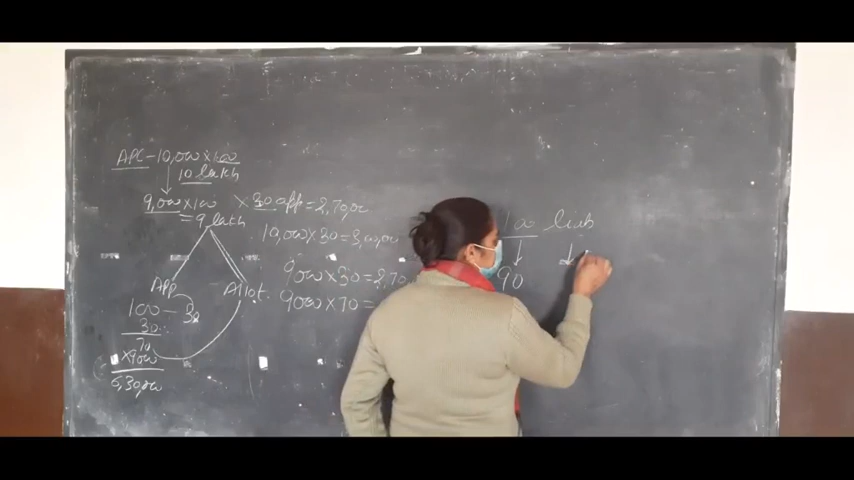 APC - 10,000 x 100
10 lakh
9,000 x 100 x 30 app = 2,70,000
= 9 lakh
10,000 x 30 = 3,00,000
9000 x 30 = 2,70
9000 x 70 =
App
Allot.
100 - 30
30
70
x 9000
6,30,000
100
90